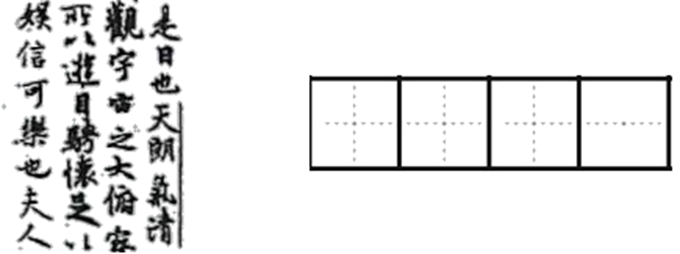 是日也天朗氣清
觀宇宙之大俯察
所以遊目騁懷足以
娛信可樂也夫人